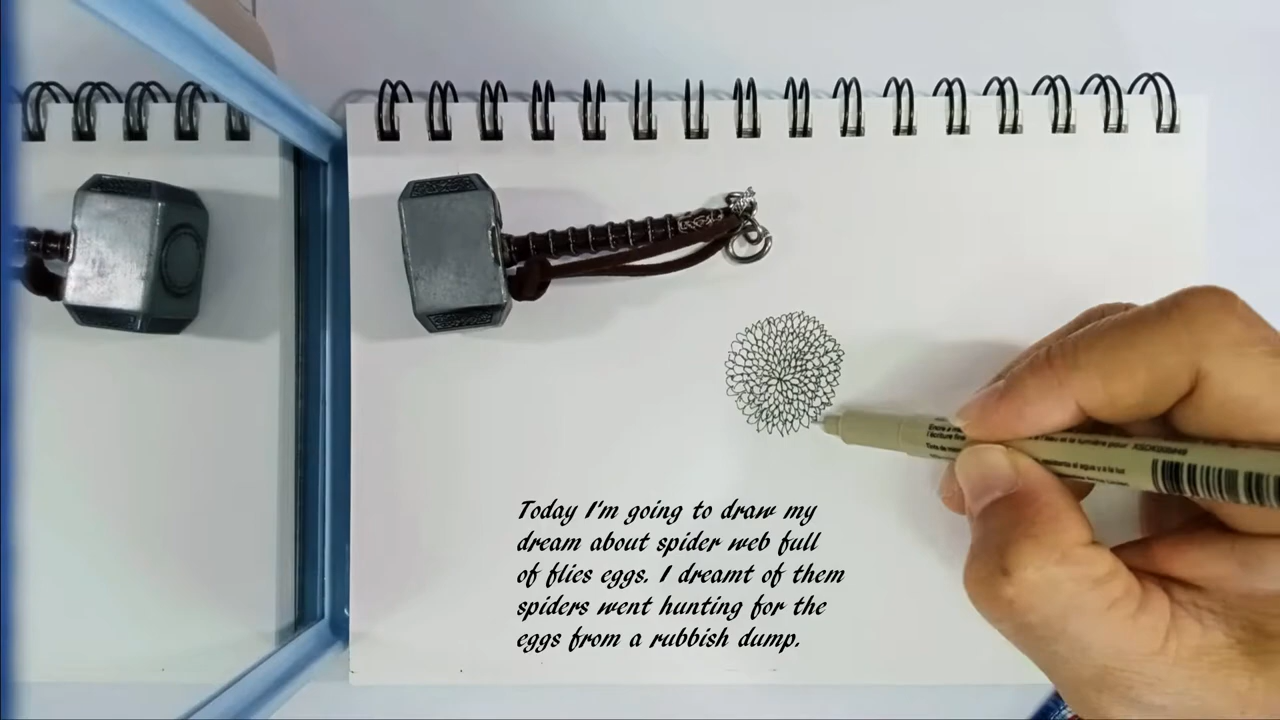 Today I'm going to draw my
dream about spider web full
of flies eggs. I dreamt of them
spiders went hunting for the
eggs from a rubbish dump.